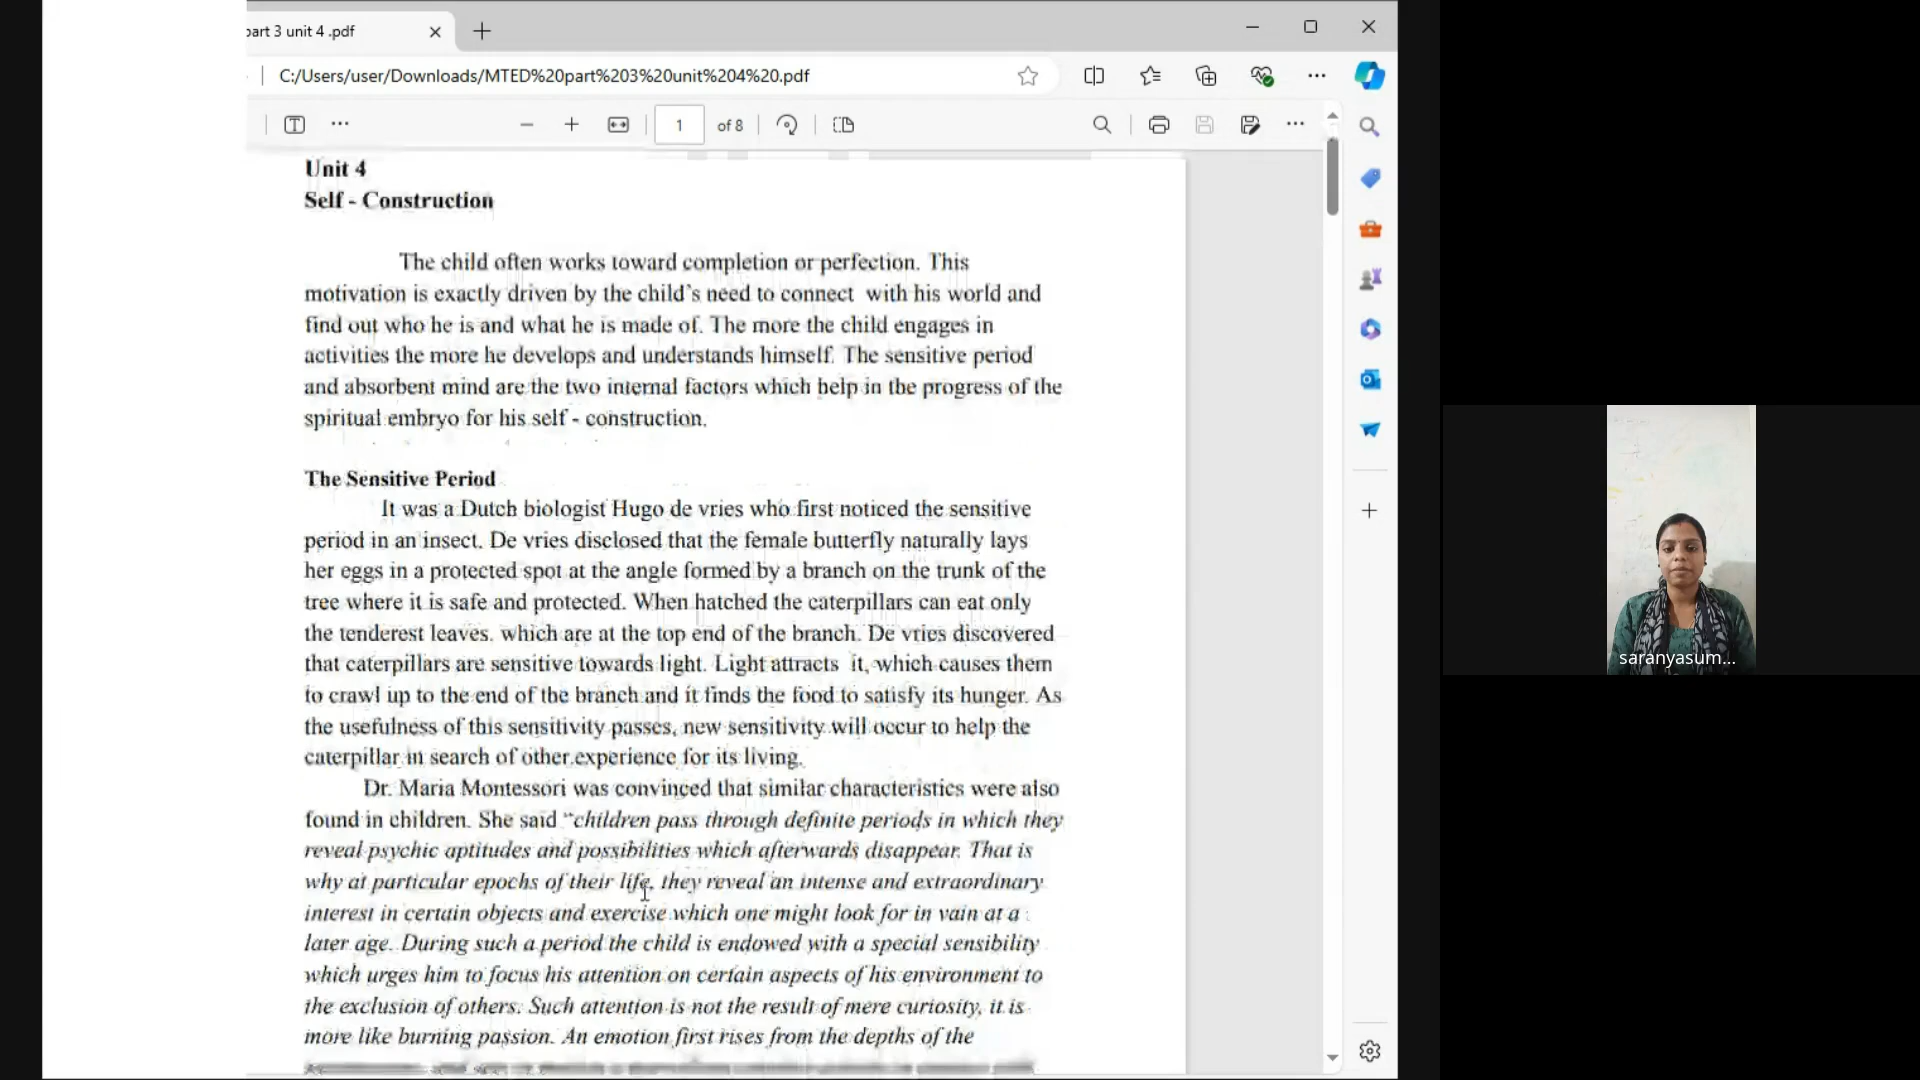 part 3 unit 4 .pdf
C:/Users/user/Downloads/MTED%20part%203%20unit%204%20.pdf
1 of 8
Unit 4
Self - Construction
The child often works toward completion or perfection. This
motivation is exactly driven by the child's need to connect with his world and
find out who he is and what he is made of. The more the child engages in
activities the more he develops and understands himself. The sensitive period
and absorbent mind are the two internal factors which help in the progress of the
spiritual embryo for his self - construction.
The Sensitive Period
It was a Dutch biologist Hugo de vries who first noticed the sensitive
period in an insect. De vries disclosed that the female butterfly naturally lays
her eggs in a protected spot at the angle formed by a branch on the trunk of the
tree where it is safe and protected. When hatched the caterpillars can eat only
the tenderest leaves. which are at the top end of the branch. De vries discovered
that caterpillars are sensitive towards light. Light attracts it, which causes them
to crawl up to the end of the branch and it finds the food to satisfy its hunger. As
the usefulness of this sensitivity passes, new sensitivity will occur to help the
caterpillar in search of other experience for its living.
Dr. Maria Montessori was convinced that similar characteristics were also
found in children. She said "children pass through definite periods in which they
reveal psychic aptitudes and possibilities which afterwards disappear. That is
why at particular epochs of their life, they reveal an intense and extraordinary
interest in certain objects and exercise which one might look for in vain at a
later age. During such a period the child is endowed with a special sensibility
which urges him to focus his attention on certain aspects of his environment to
the exclusion of others. Such attention is not the result of mere curiosity, it is
more like burning passion. An emotion first rises from the depths of the
saranyasum...